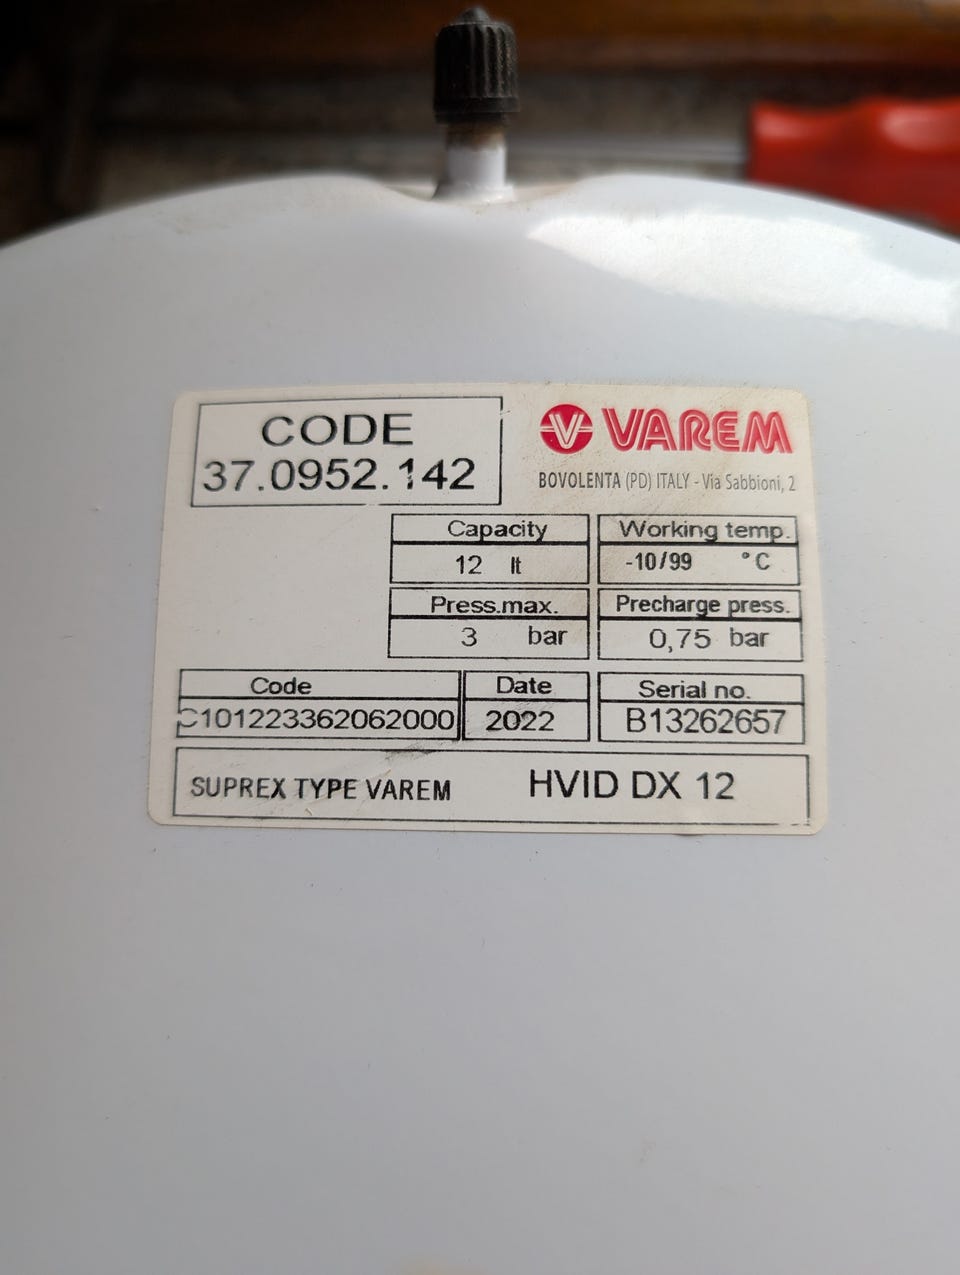 CODE
37.0952.142
VAREM
BOVOLENTA (PD) ITALY - Via Sabbioni, 2
Capacity
12 lt
Working temp.
-10/99 °C
Press.max.
3 bar
Precharge press.
0,75 bar
Code
C101223362062000
Date
2022
Serial no.
B13262657
SUPREX TYPE VAREM HVID DX 12